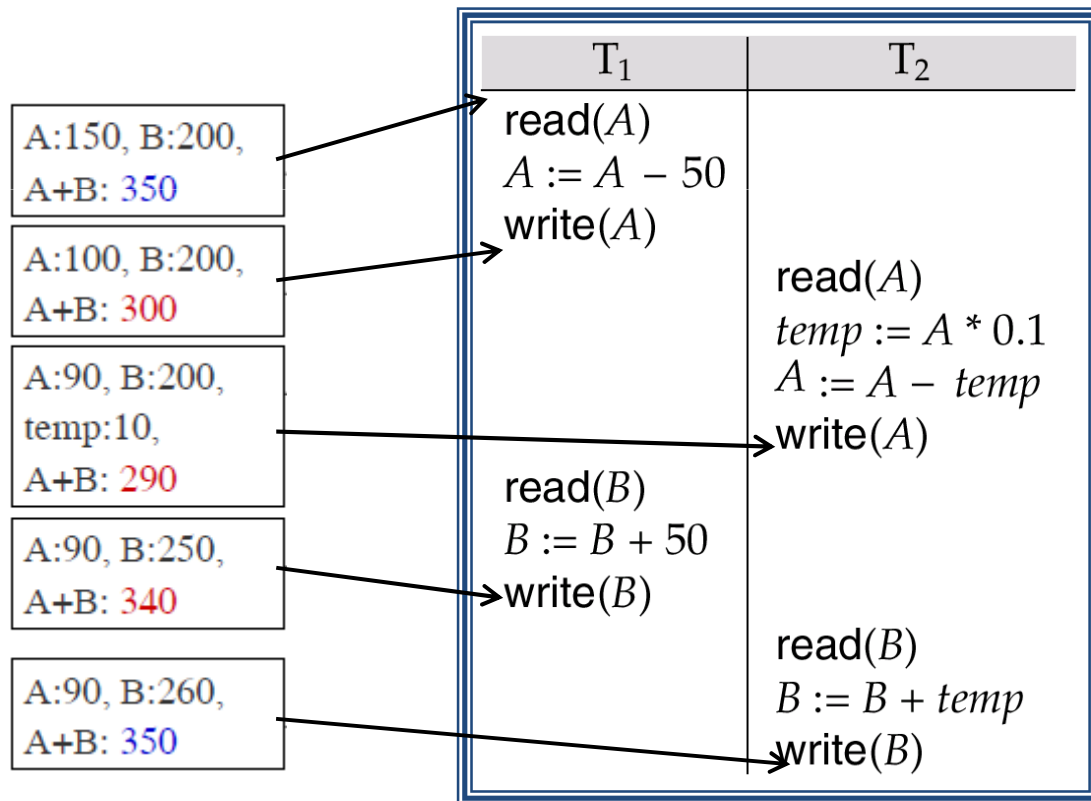 A:150, B:200,
A+B: 350
A:100, B:200,
A+B: 300
A:90, B:200,
temp:10,
A+B: 290
A:90, B:250,
A+B: 340
A:90, B:260,
A+B: 350
T₁ T₂
read(A)
A := A − 50
write(A)
read(A)
temp := A * 0.1
A := A − temp
write(A)
read(B)
B := B + 50
write(B)
read(B)
B := B + temp
write(B)